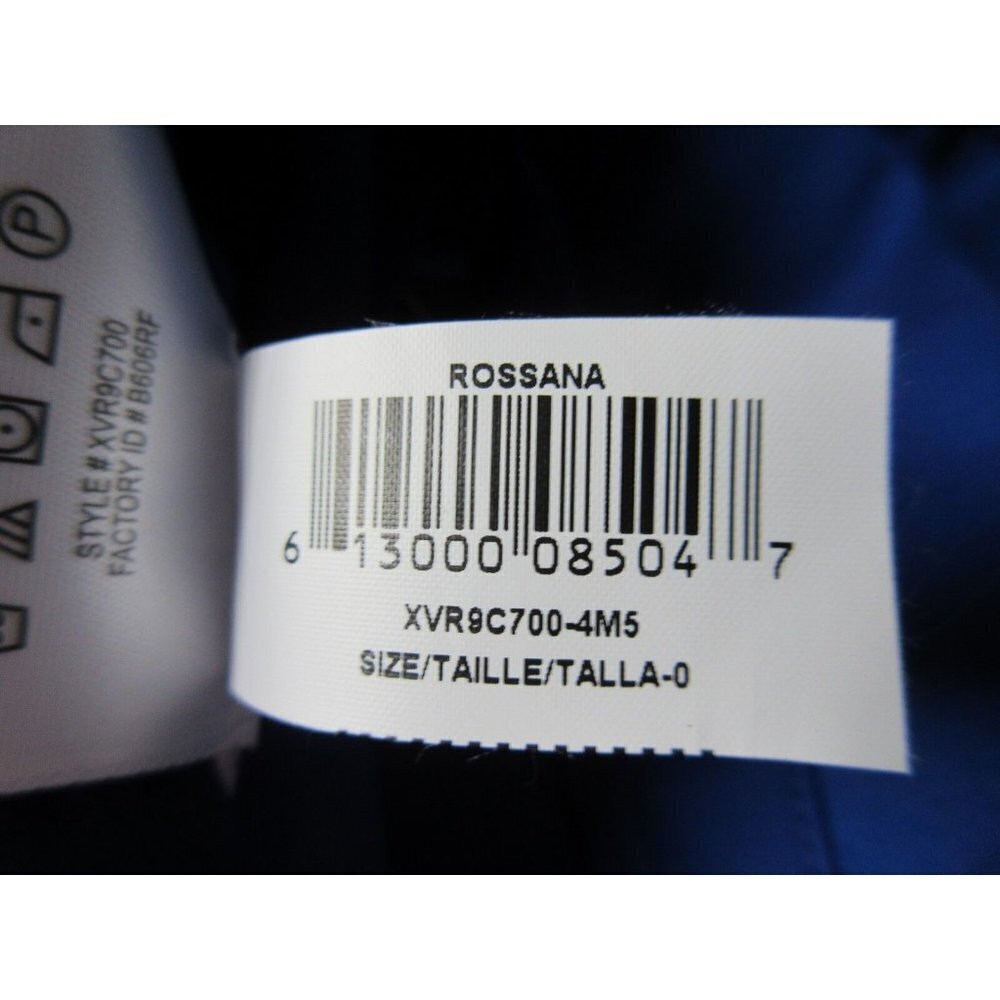 P
STYLE # XVR9C700
FACTORY ID # B606RF
ROSSANA
6 13000 08504 7
XVR9C700-4M5
SIZE/TAILLE/TALLA-0